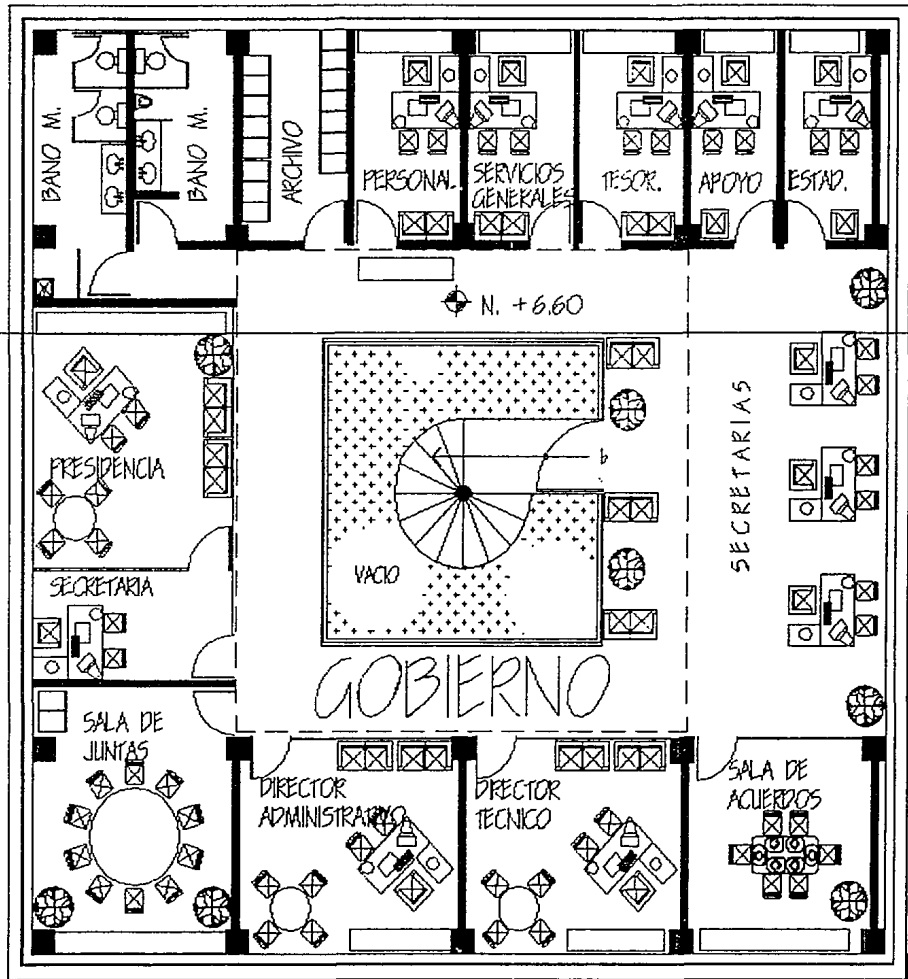 BANO M.
BANO M.
ARCHIVO
PERSONAL.
SERVICIOS
GENERALES
TESOR.
APOYO
ESTAD.
N. +6.60
PRESIDENCIA
SECRETARIAS
b
VACIO
SECRETARIA
GOBIERNO
SALA DE
JUNTAS
DIRECTOR
ADMINISTRATIVO
DIRECTOR
TECNICO
SALA DE
ACUERDOS